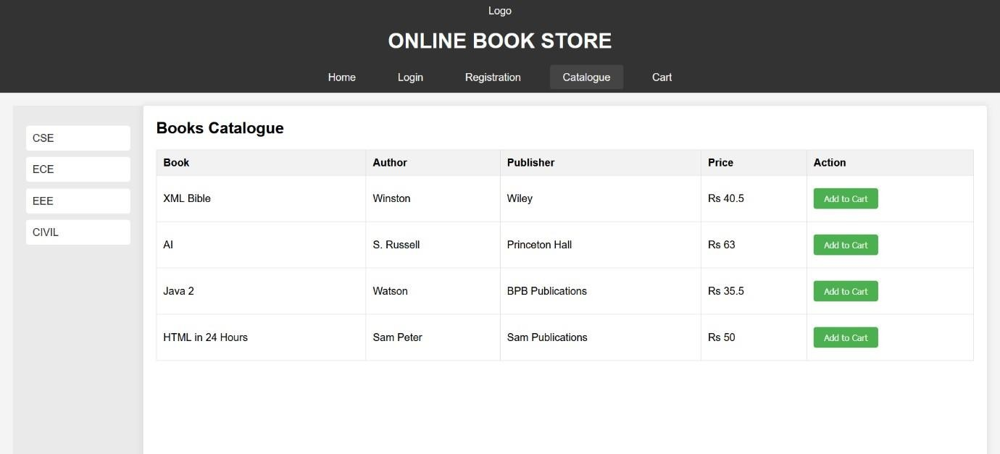 Logo
ONLINE BOOK STORE
Home Login Registration Catalogue Cart
CSE
ECE
EEE
CIVIL
Books Catalogue
Book Author Publisher Price Action
XML Bible Winston Wiley Rs 40.5 Add to Cart
AI S. Russell Princeton Hall Rs 63 Add to Cart
Java 2 Watson BPB Publications Rs 35.5 Add to Cart
HTML in 24 Hours Sam Peter Sam Publications Rs 50 Add to Cart